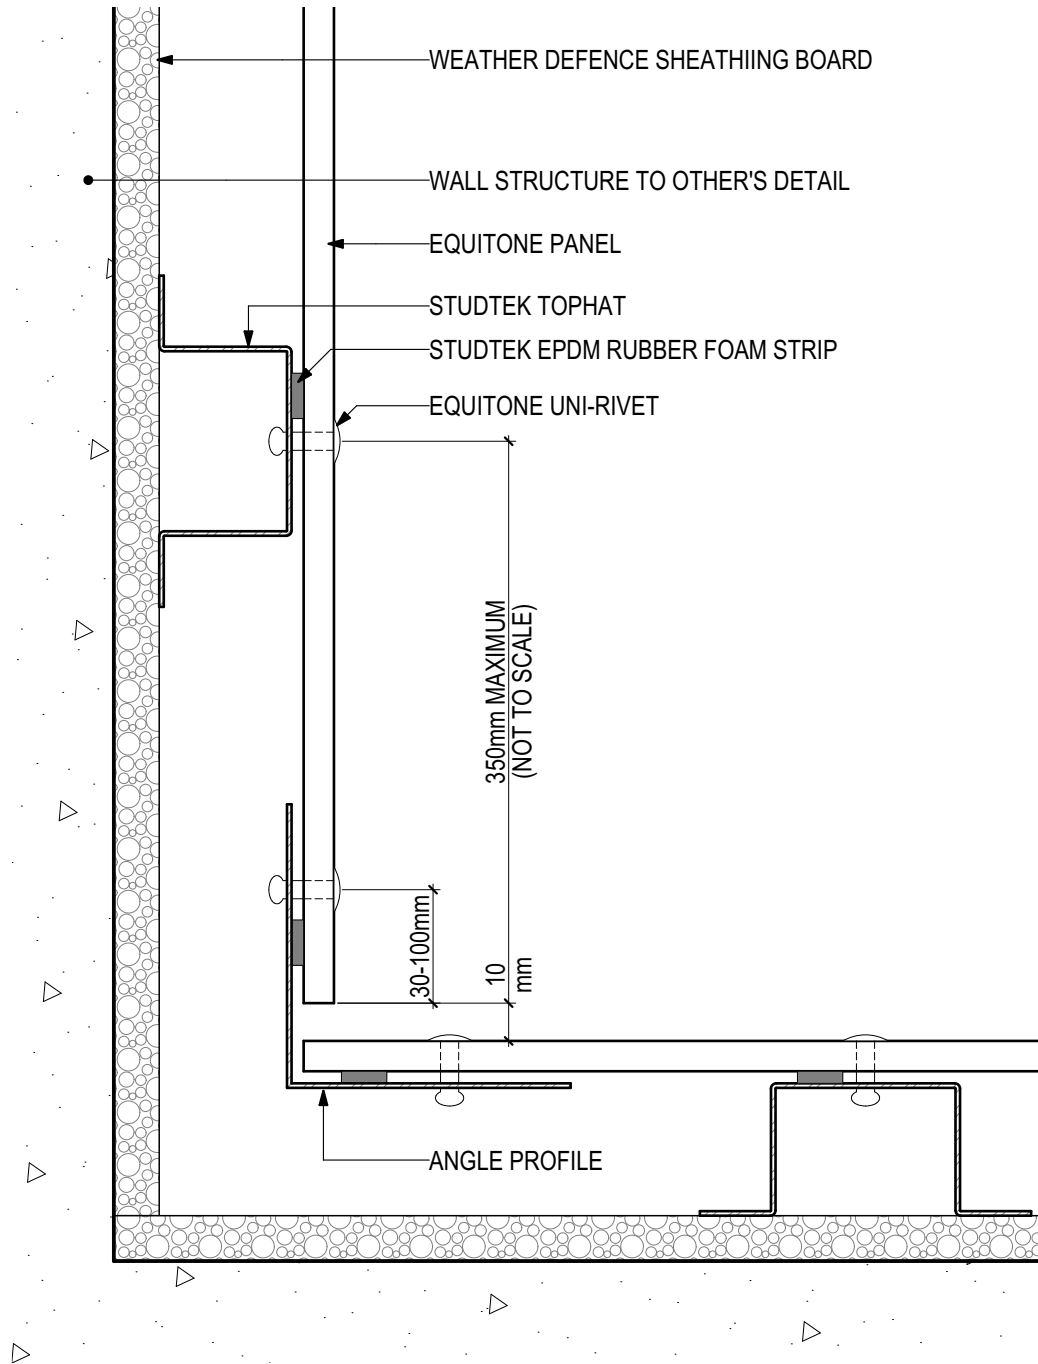 WEATHER DEFENCE SHEATHIING BOARD
WALL STRUCTURE TO OTHER'S DETAIL
EQUITONE PANEL
STUDTEK TOPHAT
STUDTEK EPDM RUBBER FOAM STRIP
EQUITONE UNI-RIVET
350mm MAXIMUM
(NOT TO SCALE)
30-100mm
10
mm
ANGLE PROFILE